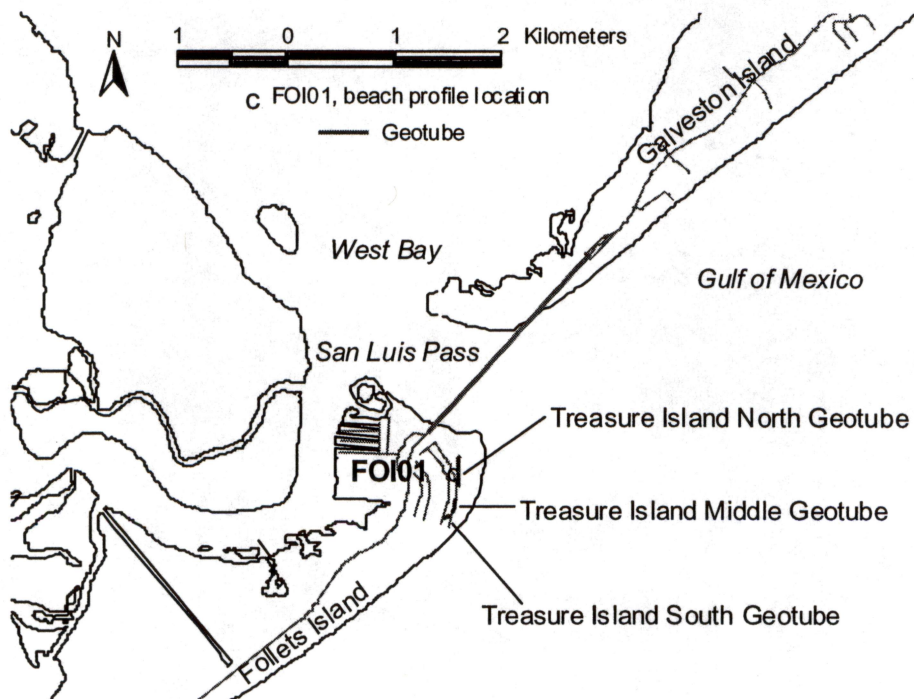 N
1 0 2 Kilometers
c FOI01, beach profile location
Geotube
Galveston Island
West Bay
Gulf of Mexico
San Luis Pass
Treasure Island North Geotube
FOI01
Treasure Island Middle Geotube
Treasure Island South Geotube
Follets Island